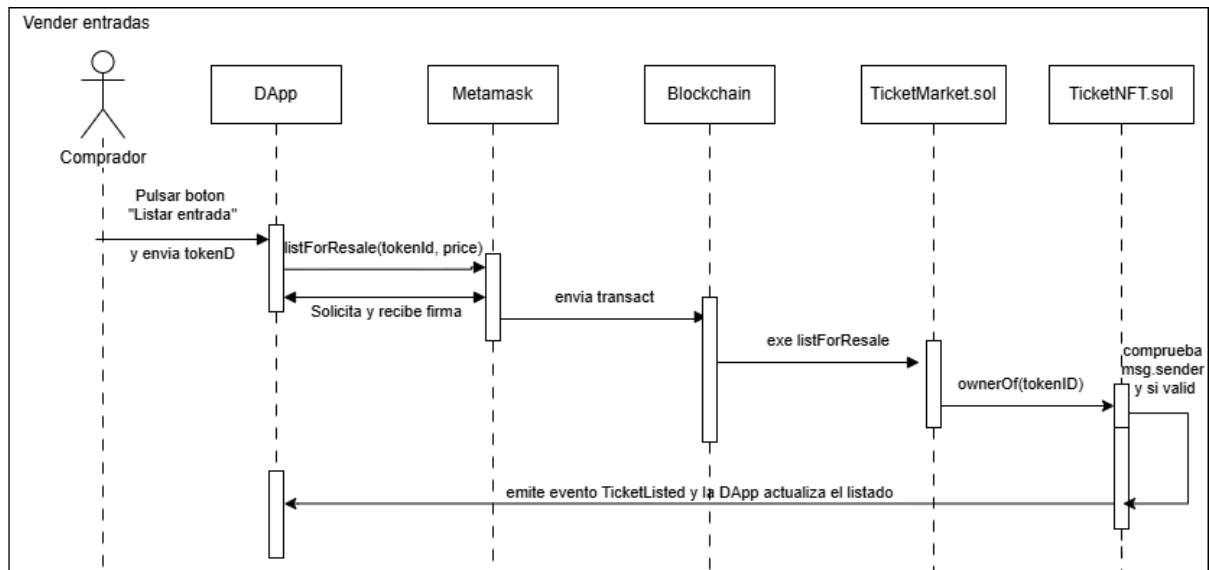 Vender entradas
DApp
Metamask
Blockchain
TicketMarket.sol
TicketNFT.sol
Comprador
Pulsar boton
"Listar entrada"
y envia tokenD
listForResale(tokenId, price)
Solicita y recibe firma
envia transact
exe listForResale
ownerOf(tokenID)
comprueba
msg.sender
y si valid
emite evento TicketListed y la DApp actualiza el listado